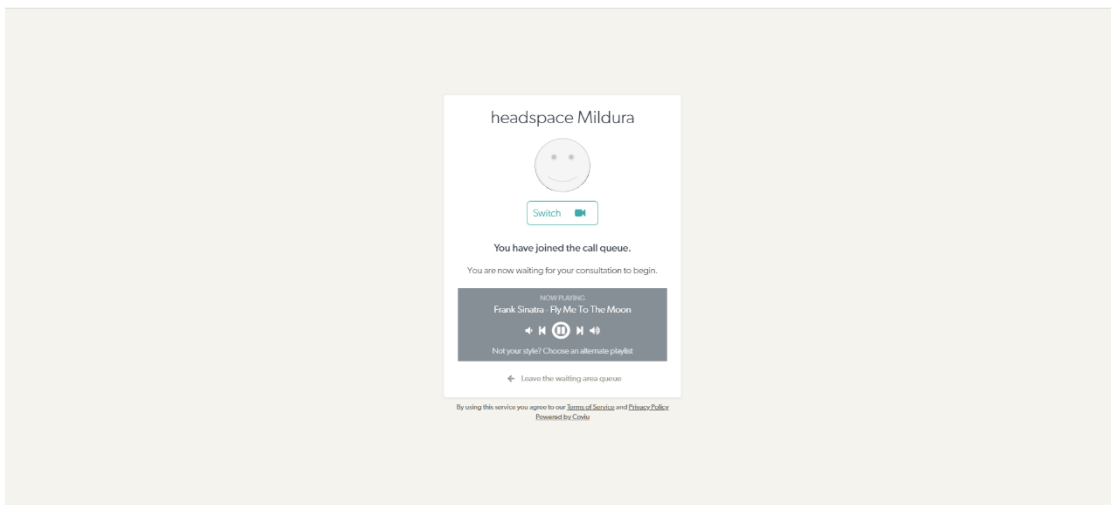 headspace Mildura
Switch
You have joined the call queue.
You are now waiting for your consultation to begin.
NOW PLAYING
Frank Sinatra - Fly Me To The Moon
Not your style? Choose an alternate playlist
Leave the waiting area queue
By using this service you agree to our Terms of Service and Privacy Policy
Powered by Coviu